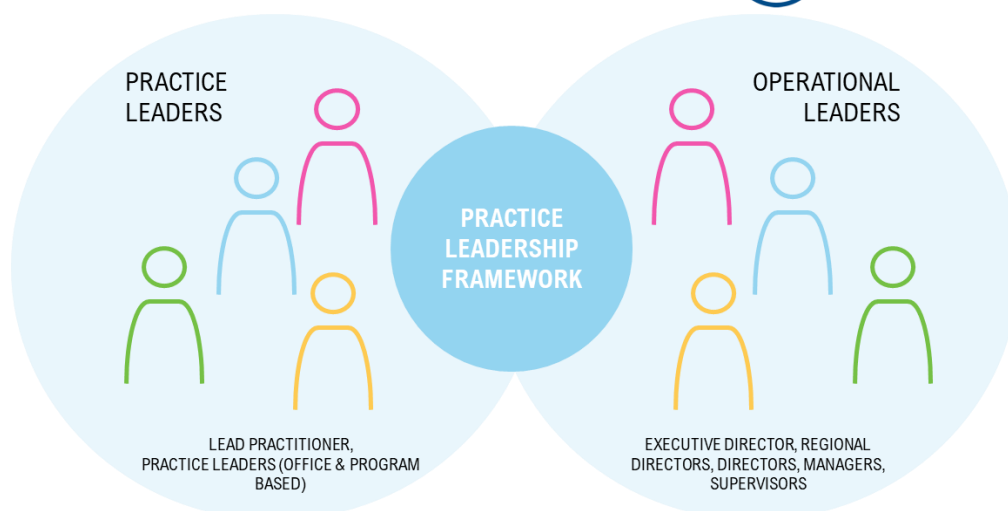 PRACTICE
LEADERS
OPERATIONAL
LEADERS
PRACTICE
LEADERSHIP
FRAMEWORK
LEAD PRACTITIONER,
PRACTICE LEADERS (OFFICE & PROGRAM
BASED)
EXECUTIVE DIRECTOR, REGIONAL
DIRECTORS, DIRECTORS, MANAGERS,
SUPERVISORS